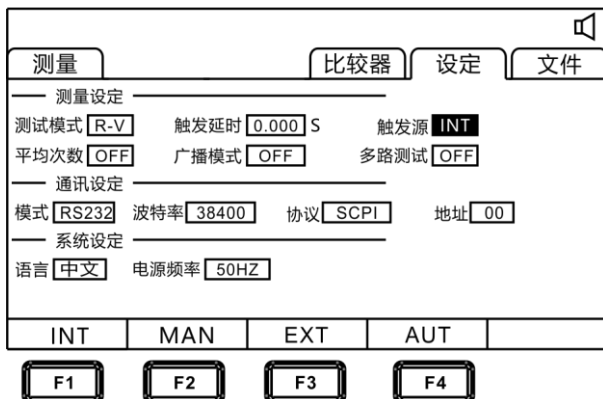 测量 比较器 设定 文件
测量设定
测试模式 R-V 触发延时 0.000 S 触发源 INT
平均次数 OFF 广播模式 OFF 多路测试 OFF
通讯设定
模式 RS232 波特率 38400 协议 SCPI 地址 00
系统设定
语言 中文 电源频率 50HZ
INT MAN EXT AUT
F1 F2 F3 F4